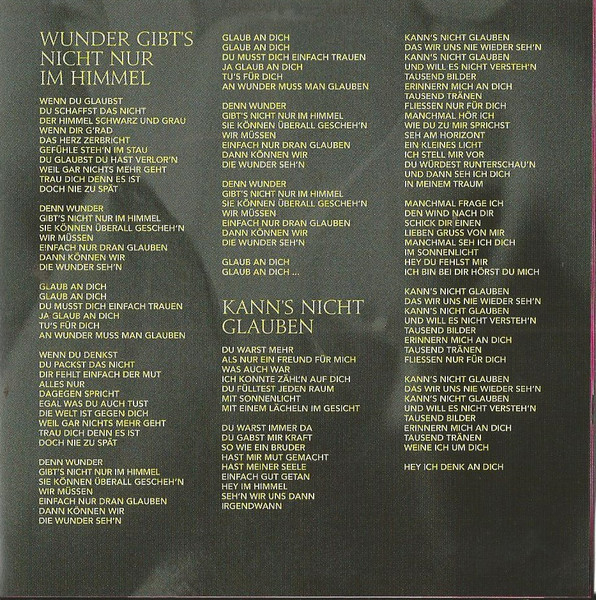 WUNDER GIBT'S
NICHT NUR
IM HIMMEL
WENN DU GLAUBST
DU SCHAFFST DAS NICHT
DER HIMMEL SCHWARZ UND GRAU
WENN DIR G'RAD
DAS HERZ ZERBRICHT
GEFÜHLE STEH'N IM STAU
DU GLAUBST DU HAST VERLOR'N
WEIL GAR NICHTS MEHR GEHT
TRAU DICH DENN ES IST
DOCH NIE ZU SPÄT
DENN WUNDER
GIBT'S NICHT NUR IM HIMMEL
SIE KÖNNEN ÜBERALL GESCHEH'N
WIR MÜSSEN
EINFACH NUR DRAN GLAUBEN
DANN KÖNNEN WIR
DIE WUNDER SEH'N
GLAUB AN DICH
GLAUB AN DICH
DU MUSST DICH EINFACH TRAUEN
JA GLAUB AN DICH
TU'S FÜR DICH
AN WUNDER MUSS MAN GLAUBEN
WENN DU DENKST
DU PACKST DAS NICHT
DIR FEHLT EINFACH DER MUT
ALLES NUR
DAGEGEN SPRICHT
EGAL WAS DU AUCH TUST
DIE WELT IST GEGEN DICH
WEIL GAR NICHTS MEHR GEHT
TRAU DICH DENN ES IST
DOCH NIE ZU SPÄT
DENN WUNDER
GIBT'S NICHT NUR IM HIMMEL
SIE KÖNNEN ÜBERALL GESCHEH'N
WIR MÜSSEN
EINFACH NUR DRAN GLAUBEN
DANN KÖNNEN WIR
DIE WUNDER SEH'N
GLAUB AN DICH
GLAUB AN DICH
DU MUSST DICH EINFACH TRAUEN
JA GLAUB AN DICH
TU'S FÜR DICH
AN WUNDER MUSS MAN GLAUBEN
DENN WUNDER
GIBT'S NICHT NUR IM HIMMEL
SIE KÖNNEN ÜBERALL GESCHEH'N
WIR MÜSSEN
EINFACH NUR DRAN GLAUBEN
DANN KÖNNEN WIR
DIE WUNDER SEH'N
DENN WUNDER
GIBT'S NICHT NUR IM HIMMEL
SIE KÖNNEN ÜBERALL GESCHEH'N
WIR MÜSSEN
EINFACH NUR DRAN GLAUBEN
DANN KÖNNEN WIR
DIE WUNDER SEH'N
GLAUB AN DICH
GLAUB AN DICH ...
KANN'S NICHT
GLAUBEN
DU WARST MEHR
ALS NUR EIN FREUND FÜR MICH
WAS AUCH WAR
ICH KONNTE ZÄHL'N AUF DICH
DU FÜLLTEST JEDEN RAUM
MIT SONNENLICHT
MIT EINEM LÄCHELN IM GESICHT
DU WARST IMMER DA
DU GABST MIR KRAFT
SO WIE EIN BRUDER
HAST MIR MUT GEMACHT
HAST MEINER SEELE
EINFACH GUT GETAN
HEY IM HIMMEL
SEH'N WIR UNS DANN
IRGENDWANN
KANN'S NICHT GLAUBEN
DAS WIR UNS NIE WIEDER SEH'N
KANN'S NICHT GLAUBEN
UND WILL ES NICHT VERSTEH'N
TAUSEND BILDER
ERINNERN MICH AN DICH
TAUSEND TRÄNEN
FLIESSEN NUR FÜR DICH
MANCHMAL HÖR ICH
WIE DU ZU MIR SPRICHST
SEH AM HORIZONT
EIN KLEINES LICHT
ICH STELL MIR VOR
DU WÜRDEST RUNTERSCHAU'N
UND DANN SEH ICH DICH
IN MEINEM TRAUM
MANCHMAL FRAGE ICH
DEN WIND NACH DIR
SCHICK DIR EINEN
LIEBEN GRUSS VON MIR
MANCHMAL SEH ICH DICH
IM SONNENLICHT
HEY DU FEHLST MIR
ICH BIN BEI DIR HÖRST DU MICH
KANN'S NICHT GLAUBEN
DAS WIR UNS NIE WIEDER SEH'N
KANN'S NICHT GLAUBEN
UND WILL ES NICHT VERSTEH'N
TAUSEND BILDER
ERINNERN MICH AN DICH
TAUSEND TRÄNEN
FLIESSEN NUR FÜR DICH
KANN'S NICHT GLAUBEN
DAS WIR UNS NIE WIEDER SEH'N
KANN'S NICHT GLAUBEN
UND WILL ES NICHT VERSTEH'N
TAUSEND BILDER
ERINNERN MICH AN DICH
TAUSEND TRÄNEN
WEINE ICH UM DICH
HEY ICH DENK AN DICH